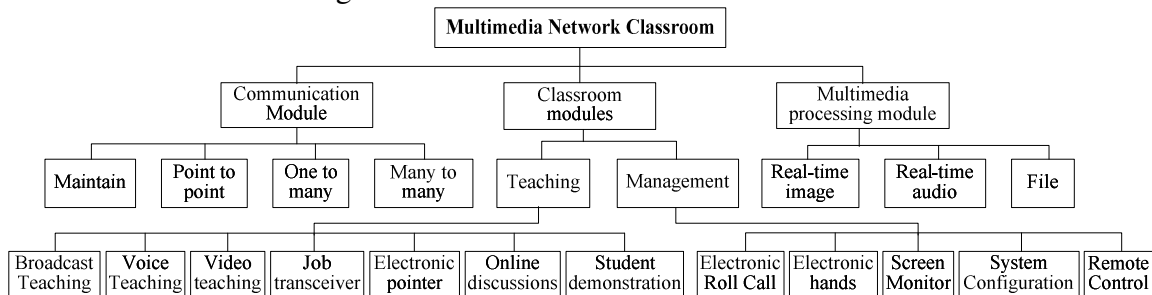 Multimedia Network Classroom
Communication
Module
Classroom
modules
Multimedia
processing module
Maintain
Point to
point
One to
many
Many to
many
Teaching
Management
Real-time
image
Real-time
audio
File
Broadcast
Teaching
Voice
Teaching
Video
teaching
Job
transceiver
Electronic
pointer
Online
discussions
Student
demonstration
Electronic
Roll Call
Electronic
hands
Screen
Monitor
System
Configuration
Remote
Control